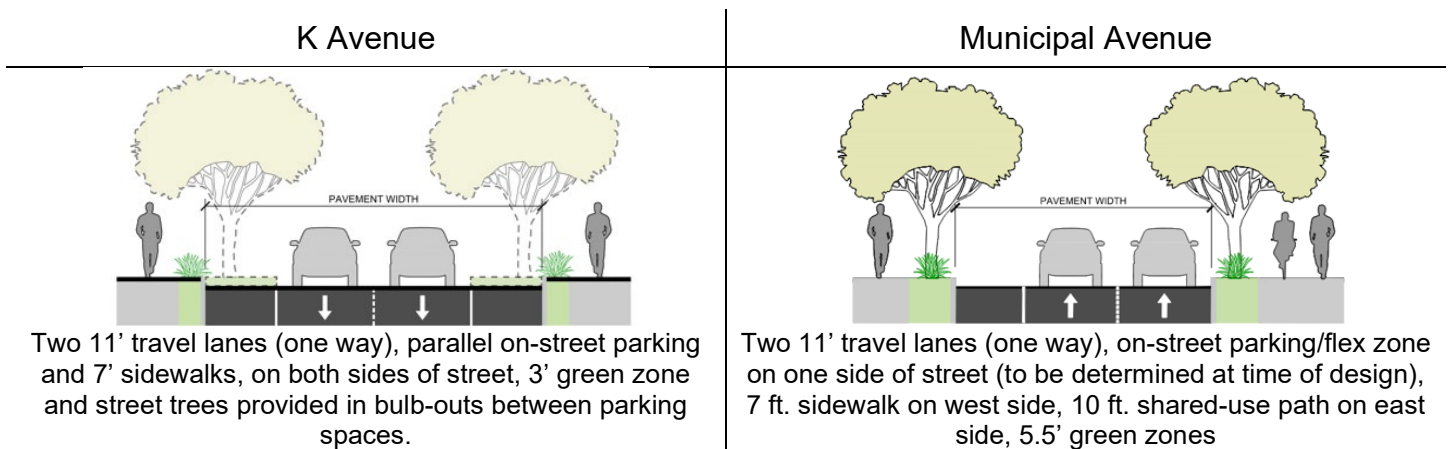 K Avenue
PAVEMENT WIDTH
Two 11’ travel lanes (one way), parallel on-street parking
and 7’ sidewalks, on both sides of street, 3’ green zone
and street trees provided in bulb-outs between parking
spaces.
Municipal Avenue
PAVEMENT WIDTH
Two 11’ travel lanes (one way), on-street parking/flex zone
on one side of street (to be determined at time of design),
7 ft. sidewalk on west side, 10 ft. shared-use path on east
side, 5.5’ green zones